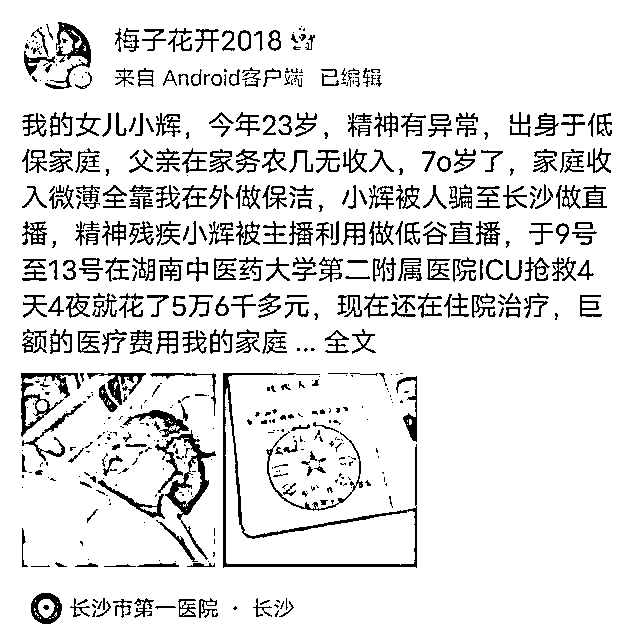 梅子花开2018
来自 Android客户端 已编辑
我的女儿小辉，今年23岁，精神有异常，出身于低
保家庭，父亲在家务农几无收入，7o岁了，家庭收
入微薄全靠我在外做保洁，小辉被人骗至长沙做直
播，精神残疾小辉被主播利用做低谷直播，于9号
至13号在湖南中医药大学第二附属医院ICU抢救4
天4夜就花了5万6千多元，现在还在住院治疗，巨
额的医疗费用我的家庭 ... 全文
长沙市第一医院 · 长沙